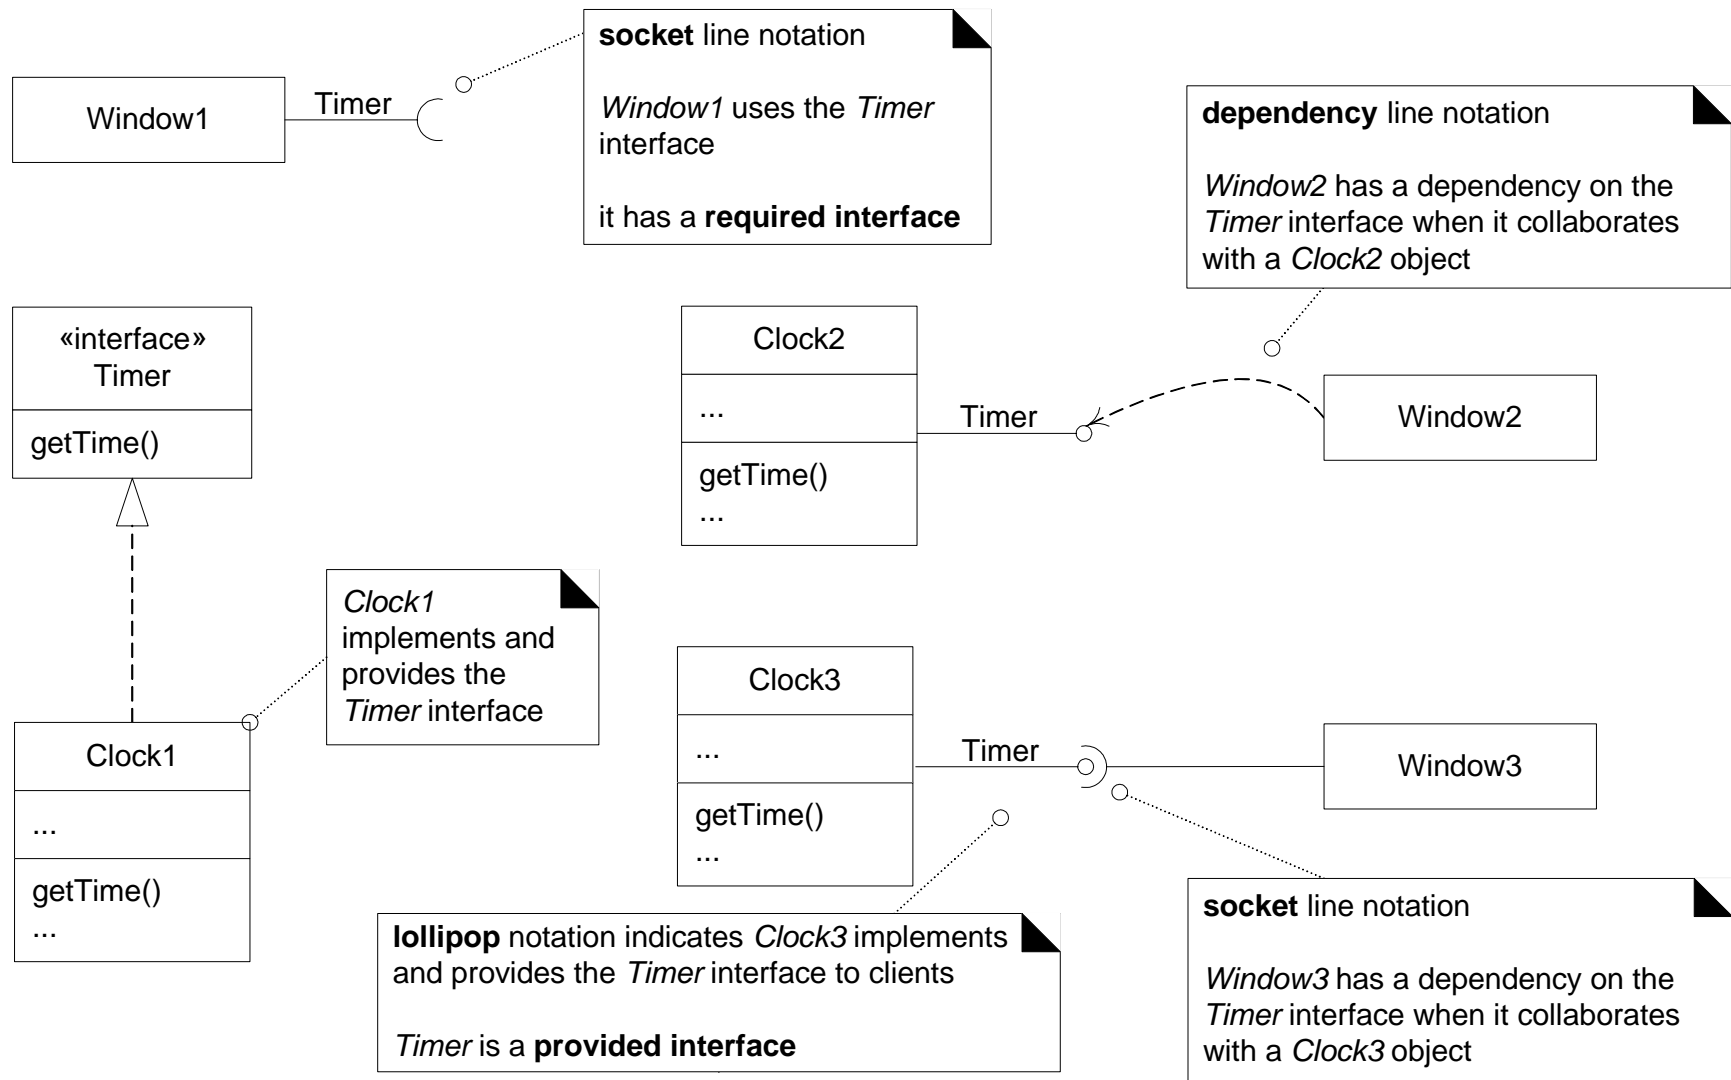 socket line notation
Window1 uses the Timer
interface
it has a required interface
Window1
Timer
dependency line notation
Window2 has a dependency on the
Timer interface when it collaborates
with a Clock2 object
«interface»
Timer
getTime()
Clock2
...
getTime()
...
Timer
Window2
Clock1
implements and
provides the
Timer interface
Clock1
...
getTime()
...
Clock3
...
getTime()
...
Timer
Window3
lollipop notation indicates Clock3 implements
and provides the Timer interface to clients
Timer is a provided interface
socket line notation
Window3 has a dependency on the
Timer interface when it collaborates
with a Clock3 object